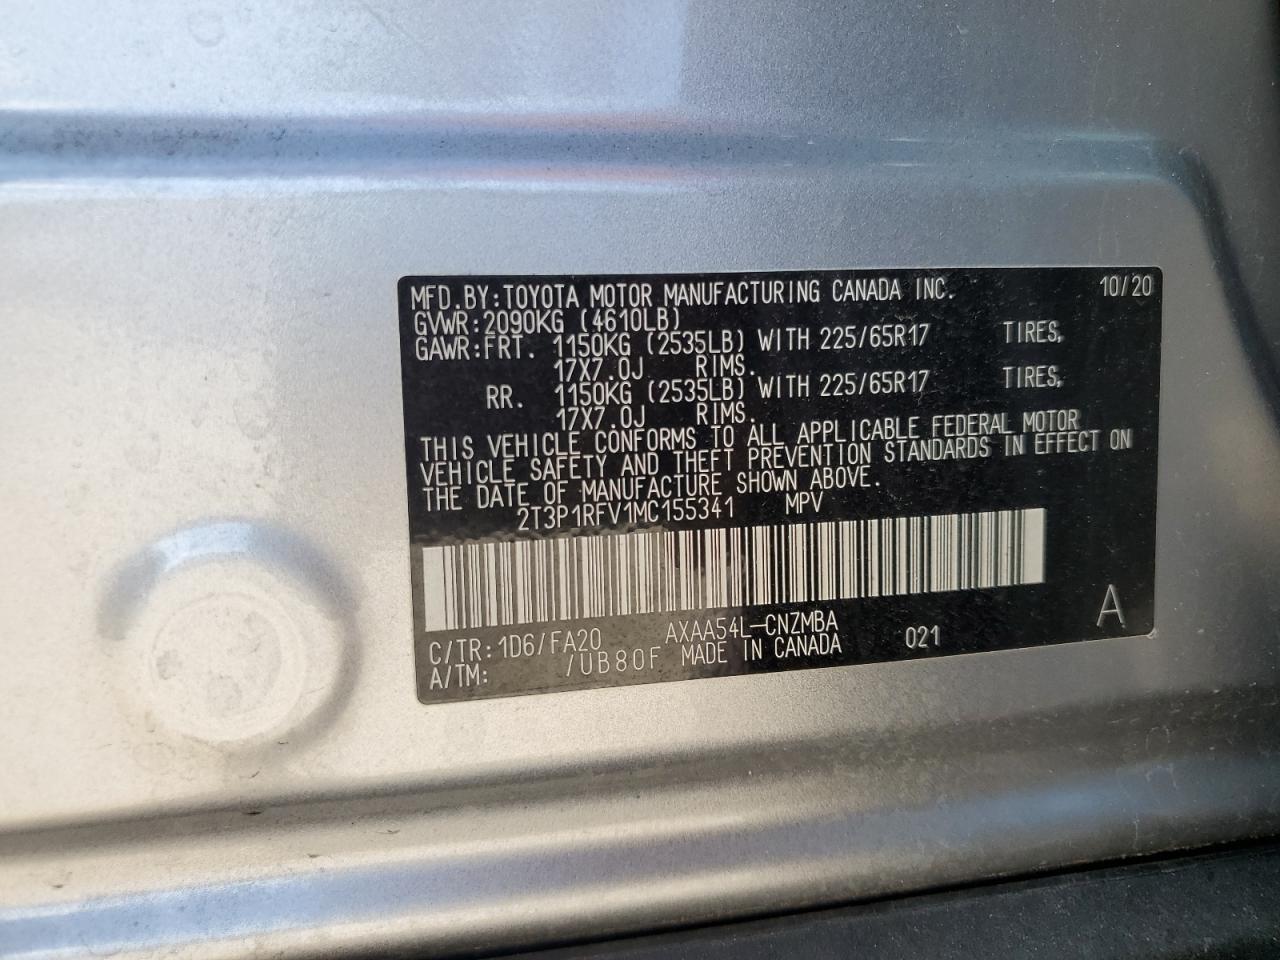 MFD.BY:TOYOTA MOTOR MANUFACTURING CANADA INC. 10/20
GVWR:2090KG (4610LB)
GAWR:FRT. 1150KG (2535LB) WITH 225/65R17 TIRES,
17X7.0J RIMS.
RR. 1150KG (2535LB) WITH 225/65R17 TIRES,
17X7.0J RIMS.
THIS VEHICLE CONFORMS TO ALL APPLICABLE FEDERAL MOTOR
VEHICLE SAFETY AND THEFT PREVENTION STANDARDS IN EFFECT ON
THE DATE OF MANUFACTURE SHOWN ABOVE.
2T3P1RFV1MC155341 MPV
A
C/TR:1D6/FA20 AXAA54L-CNZMBA 021
A/TM: /UB80F MADE IN CANADA